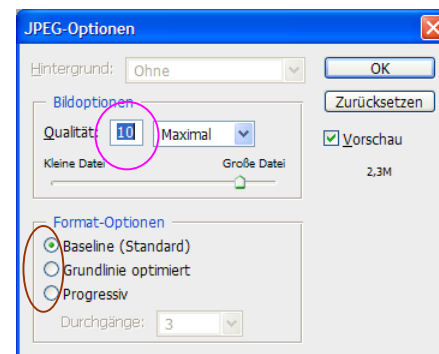 JPEG-Optionen
Hintergrund: Ohne
OK
Bildoptionen
Qualität: 10 Maximal
Kleine Datei Große Datei
Zurücksetzen
Vorschau
2,3M
Format-Optionen
Baseline (Standard)
Grundlinie optimiert
Progressiv
Durchgänge: 3